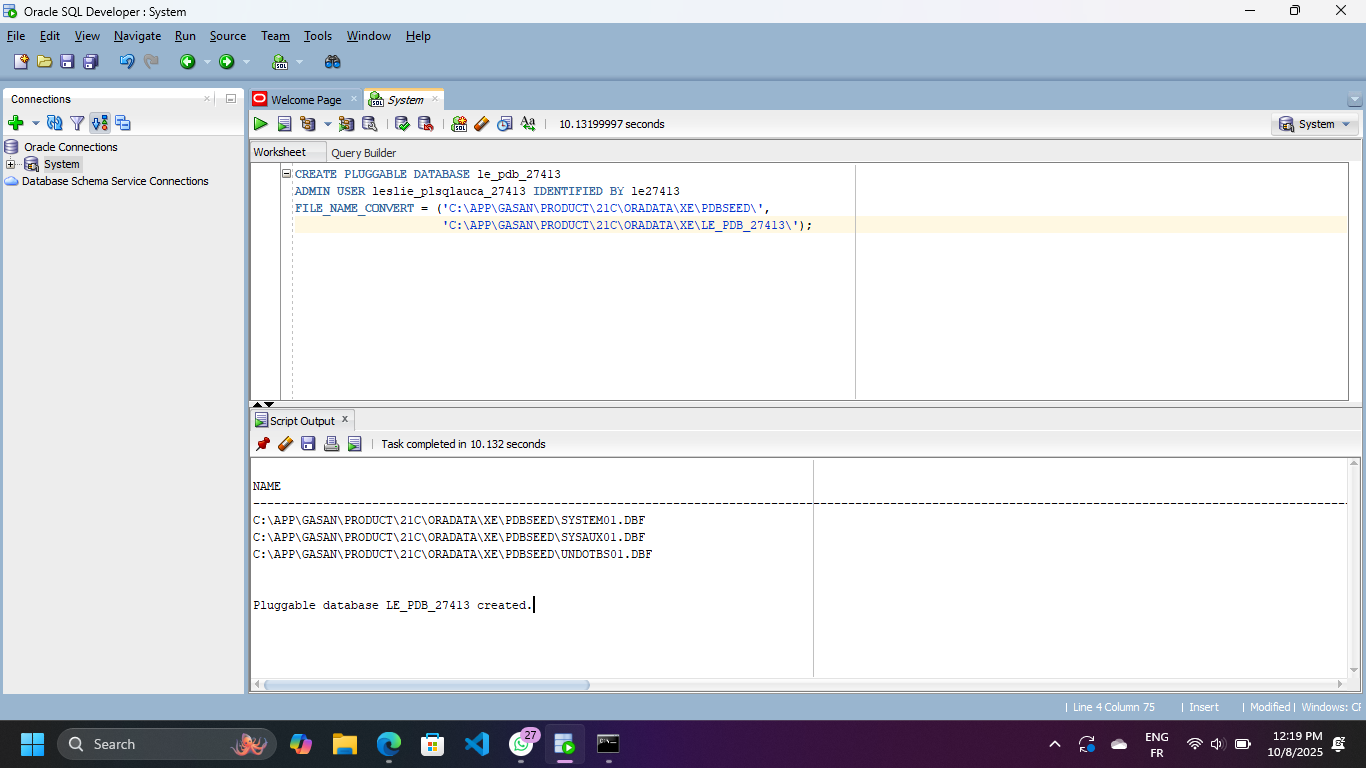 Oracle SQL Developer : System
File Edit View Navigate Run Source Team Tools Window Help
Connections
Welcome Page
System
10.13199997 seconds
System
Oracle Connections
System
Database Schema Service Connections
Worksheet
Query Builder
CREATE PLUGGABLE DATABASE le_pdb_27413
ADMIN USER leslie_plsqlauca_27413 IDENTIFIED BY le27413
FILE_NAME_CONVERT = ('C:\APP\GASAN\PRODUCT\21C\ORADATA\XE\PDBSEED\',
'C:\APP\GASAN\PRODUCT\21C\ORADATA\XE\LE_PDB_27413\');
Script Output
Task completed in 10.132 seconds
NAME
C:\APP\GASAN\PRODUCT\21C\ORADATA\XE\PDBSEED\SYSTEM01.DBF
C:\APP\GASAN\PRODUCT\21C\ORADATA\XE\PDBSEED\SYSAUX01.DBF
C:\APP\GASAN\PRODUCT\21C\ORADATA\XE\PDBSEED\UNDOTBS01.DBF
Pluggable database LE_PDB_27413 created.
Line 4 Column 75 | Insert | Modified | Windows: CF
Search
27
ENG
FR
12:19 PM
10/8/2025